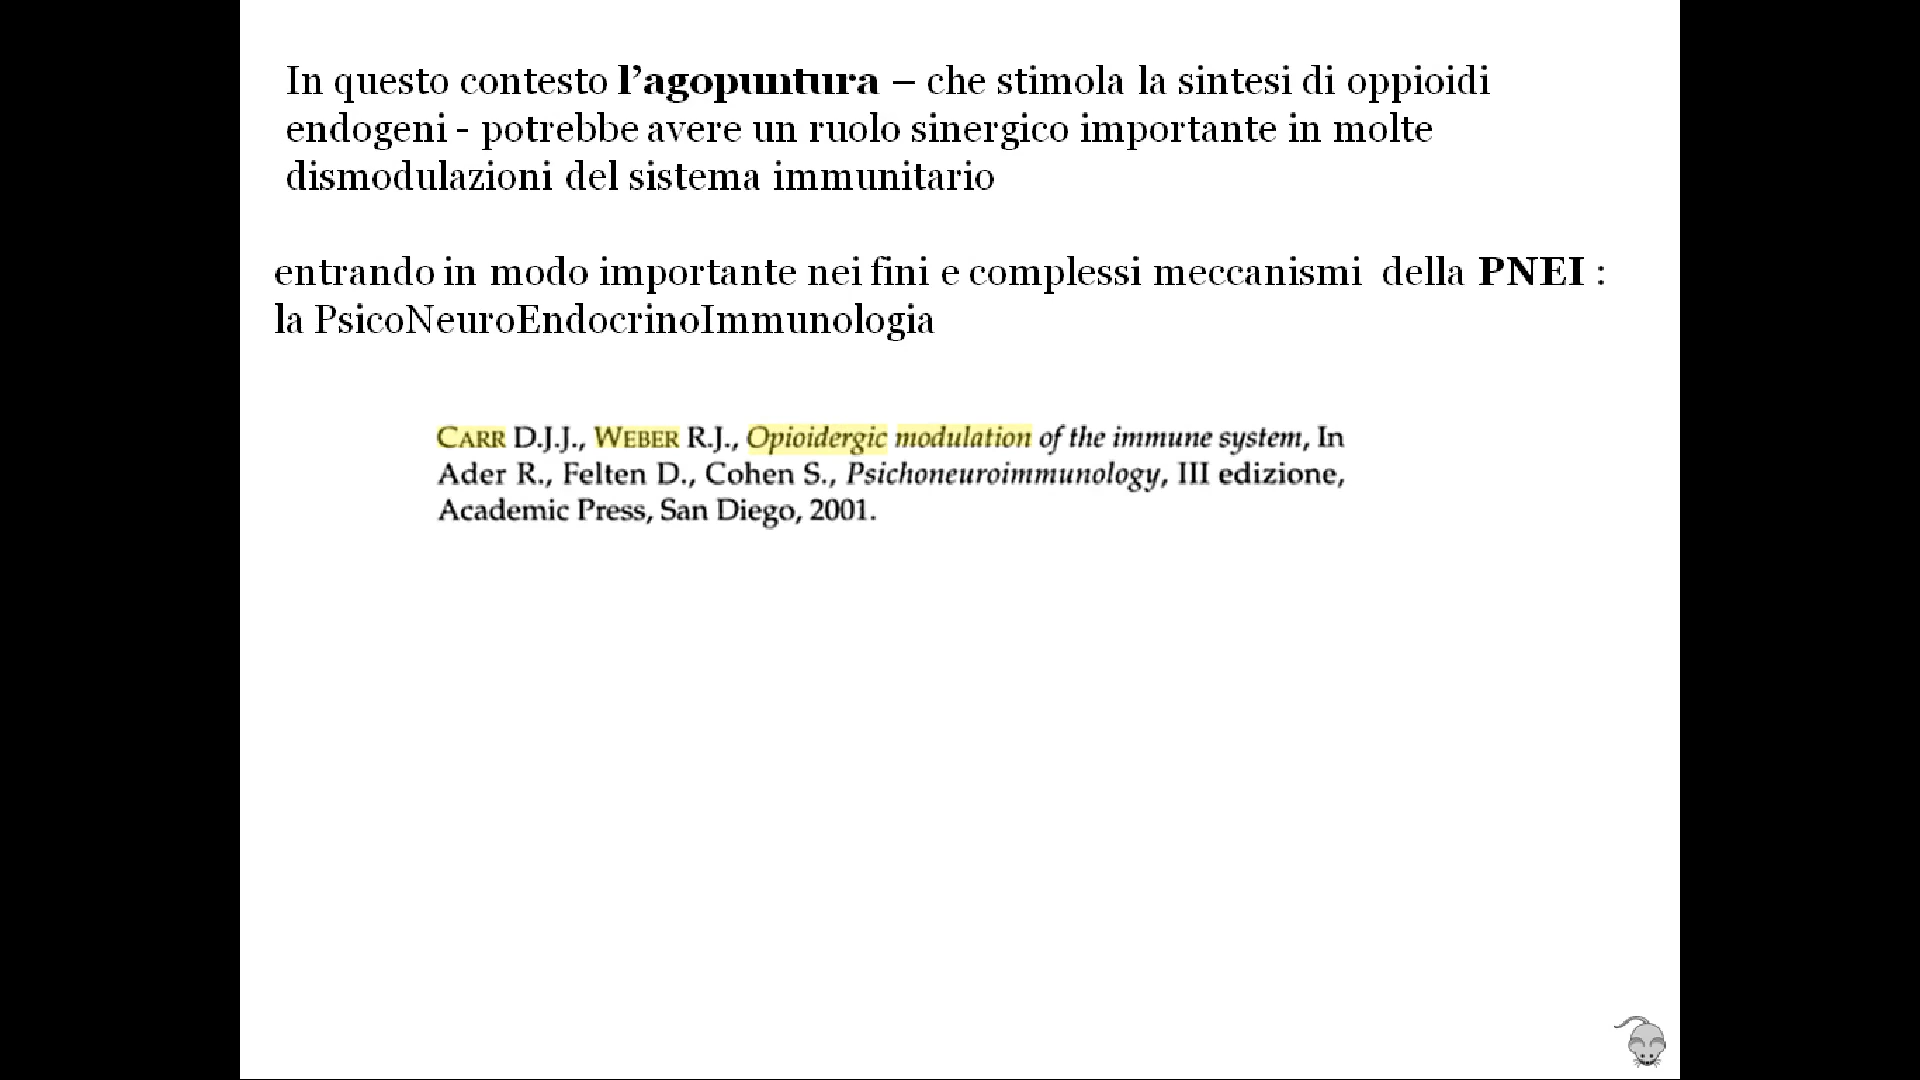 In questo contesto l’agopuntura – che stimola la sintesi di oppioidi
endogeni - potrebbe avere un ruolo sinergico importante in molte
dismodulazioni del sistema immunitario
entrando in modo importante nei fini e complessi meccanismi della PNEI :
la PsicoNeuroEndocrinoImmunologia
CARR D.J.J., WEBER R.J., Opioidergic modulation of the immune system, In
Ader R., Felten D., Cohen S., Psichoneuroimmunology, III edizione,
Academic Press, San Diego, 2001.